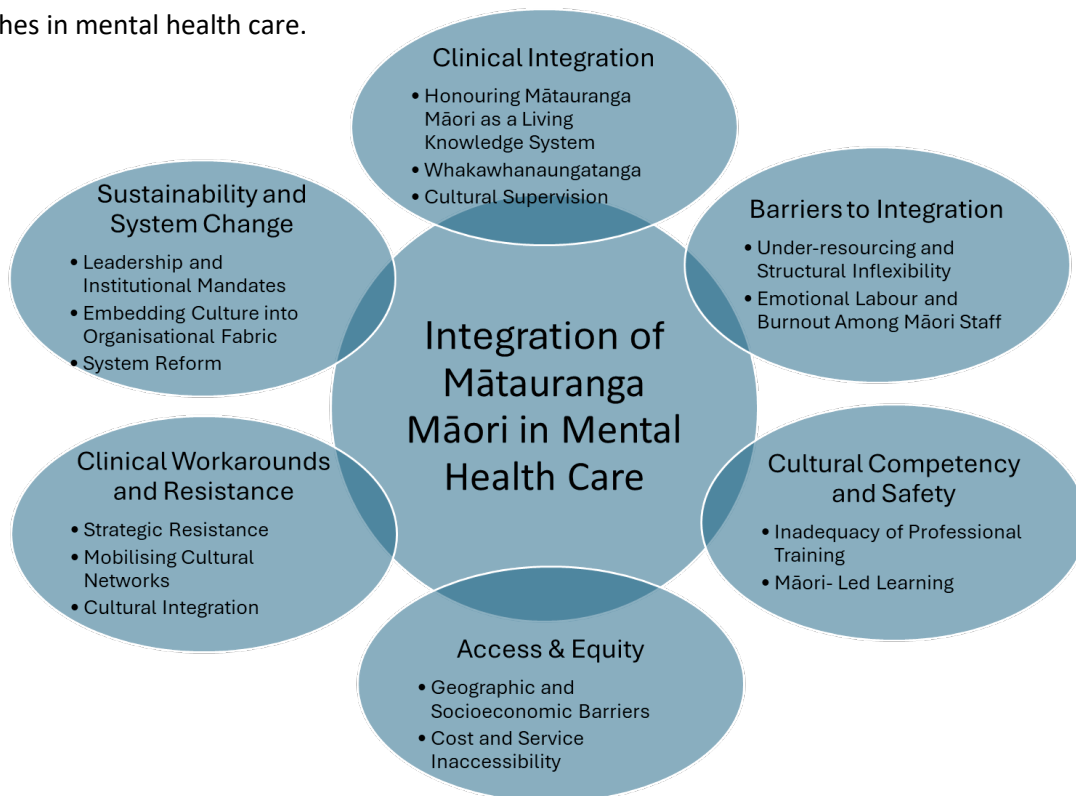 hes in mental health care.
Clinical Integration
• Honouring Mātauranga
Māori as a Living
Knowledge System
• Whakawhanaungatanga
• Cultural Supervision
Barriers to Integration
• Under-resourcing and
Structural Inflexibility
• Emotional Labour and
Burnout Among Māori Staff
Cultural Competency
and Safety
• Inadequacy of Professional
Training
• Māori- Led Learning
Access & Equity
• Geographic and
Socioeconomic Barriers
• Cost and Service
Inaccessibility
Clinical Workarounds
and Resistance
• Strategic Resistance
• Mobilising Cultural
Networks
• Cultural Integration
Sustainability and
System Change
• Leadership and
Institutional Mandates
• Embedding Culture into
Organisational Fabric
• System Reform
Integration of
Mātauranga
Māori in Mental
Health Care